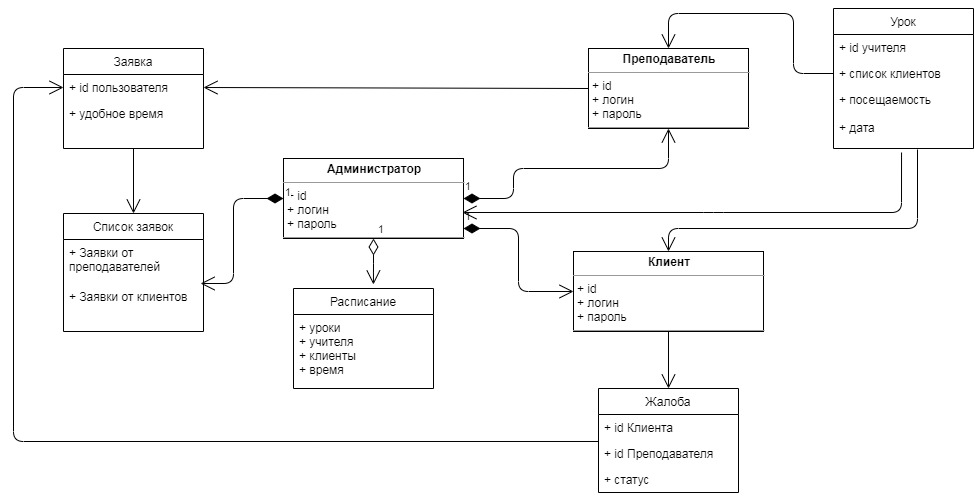 Заявка
+ id пользователя
+ удобное время
Преподаватель
+ id
+ логин
+ пароль
Урок
+ id учителя
+ список клиентов
+ посещаемость
+ дата
Администратор
1
- id
+ логин
+ пароль
1
1
1
Список заявок
+ Заявки от
преподавателей
+ Заявки от клиентов
Расписание
+ уроки
+ учителя
+ клиенты
+ время
Клиент
+ id
+ логин
+ пароль
Жалоба
+ id Клиента
+ id Преподавателя
+ статус